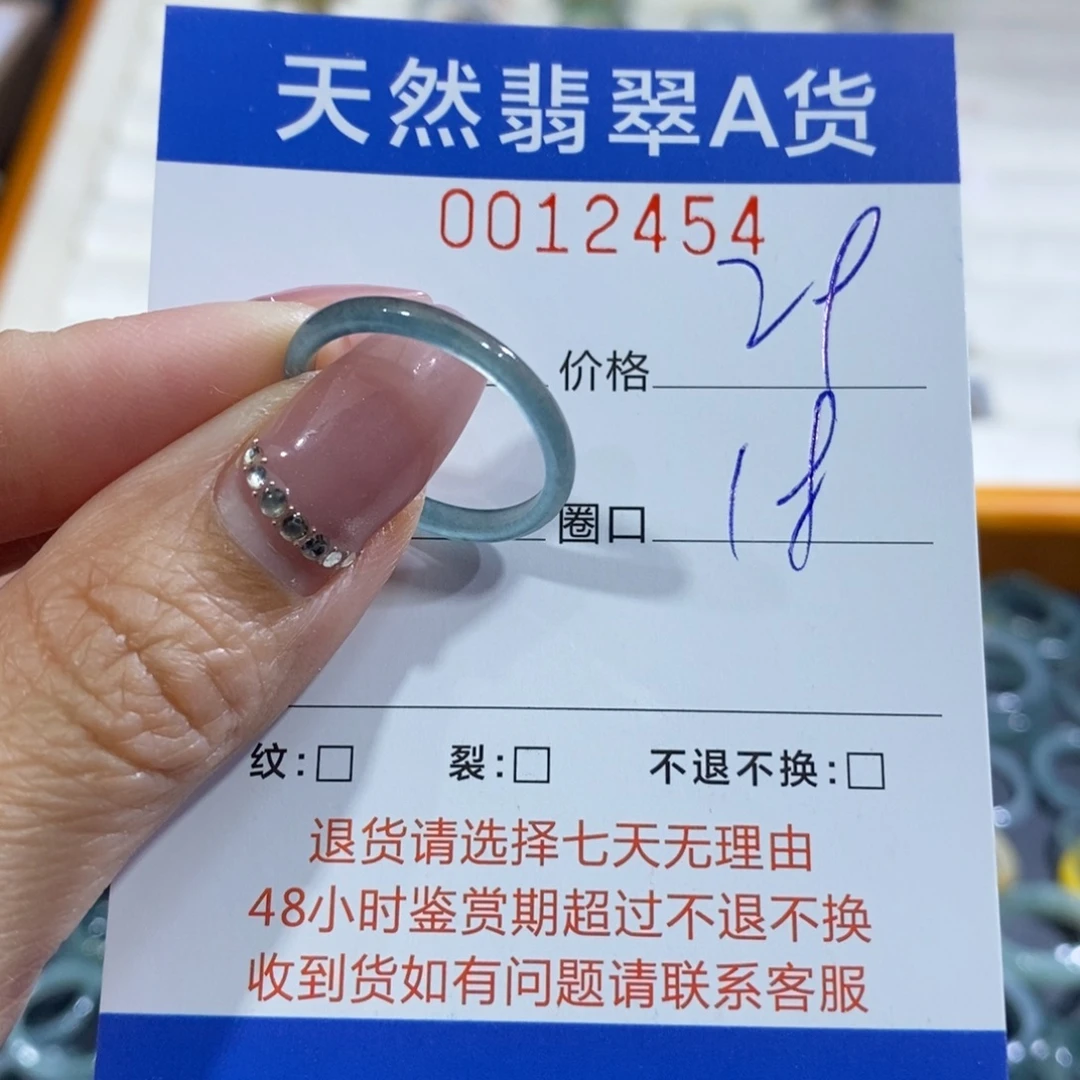 天然翡翠A货
0012454
价格 29
圈口 18
纹:□ 裂:□ 不退不换:□
退货请选择七天无理由
48小时鉴赏期超过不退不换
收到货如有问题请联系客服